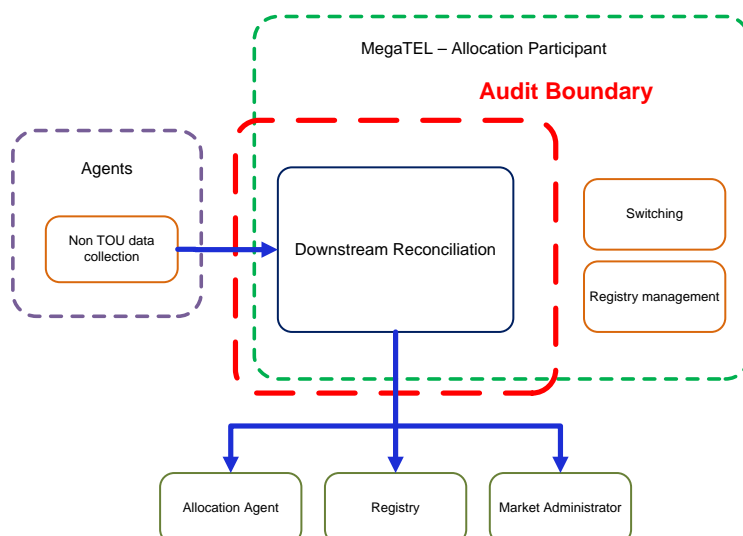 MegaTEL – Allocation Participant
Audit Boundary
Agents
Non TOU data
collection
Downstream Reconciliation
Switching
Registry management
Allocation Agent
Registry
Market Administrator